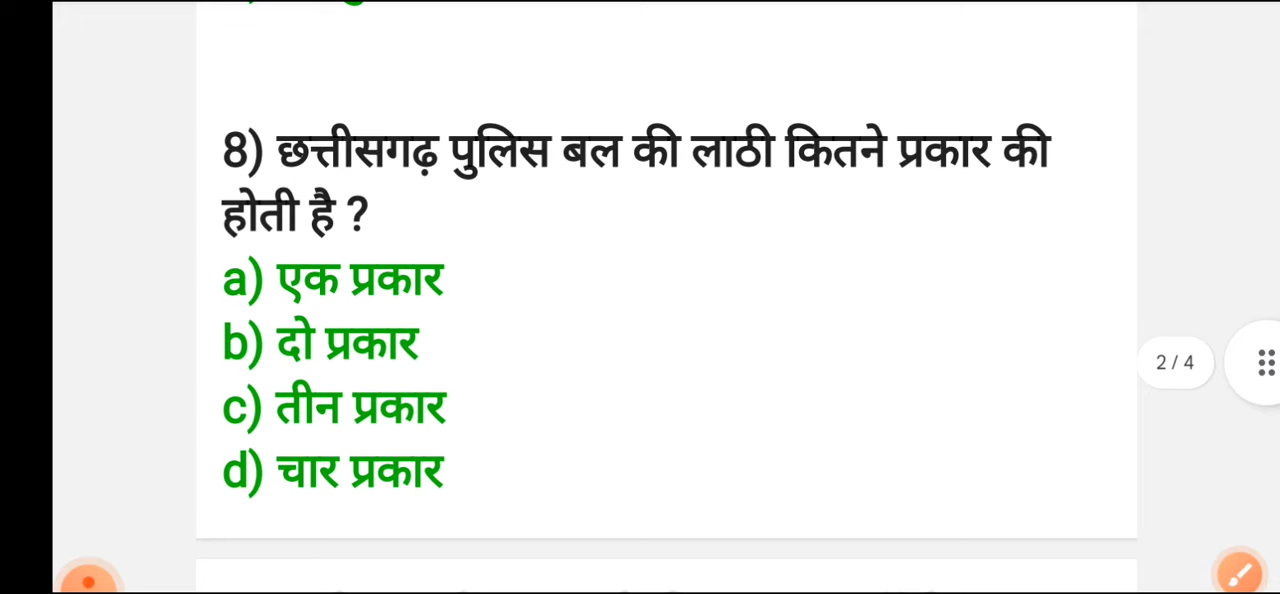 8) छत्तीसगढ़ पुलिस बल की लाठी कितने प्रकार की
होती है ?
a) एक प्रकार
b) दो प्रकार
c) तीन प्रकार
d) चार प्रकार
2 / 4